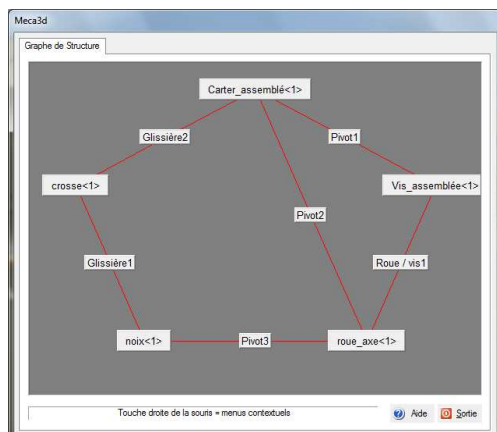 Meca3d
Graphe de Structure
Carter_assemblé<1>
Glissière2
Pivot1
crosse<1>
Vis_assemblée<1>
Pivot2
Glissière1
Roue / vis1
noix<1>
Pivot3
roue_axe<1>
Touche droite de la souris = menus contextuels
Aide
Sortie